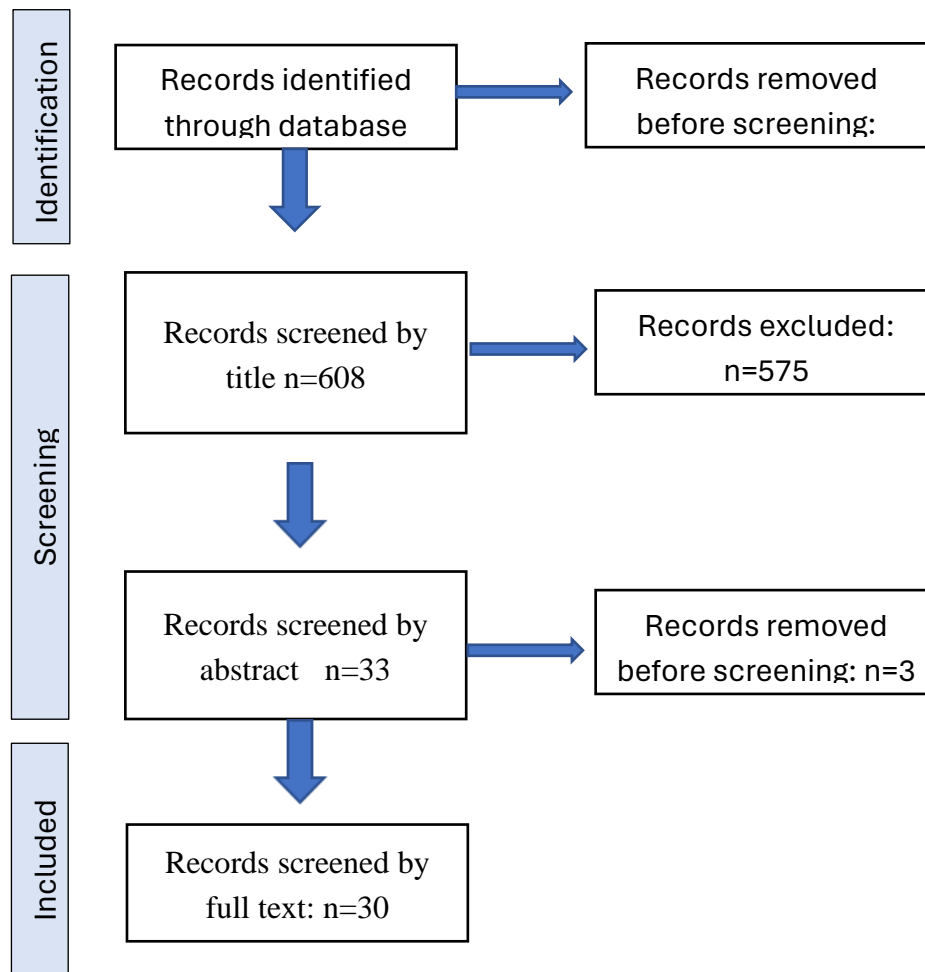 Identification
Records identified
through database
Records removed
before screening:
Screening
Records screened by
title n=608
Records excluded:
n=575
Records screened by
abstract n=33
Records removed
before screening: n=3
Included
Records screened by
full text: n=30